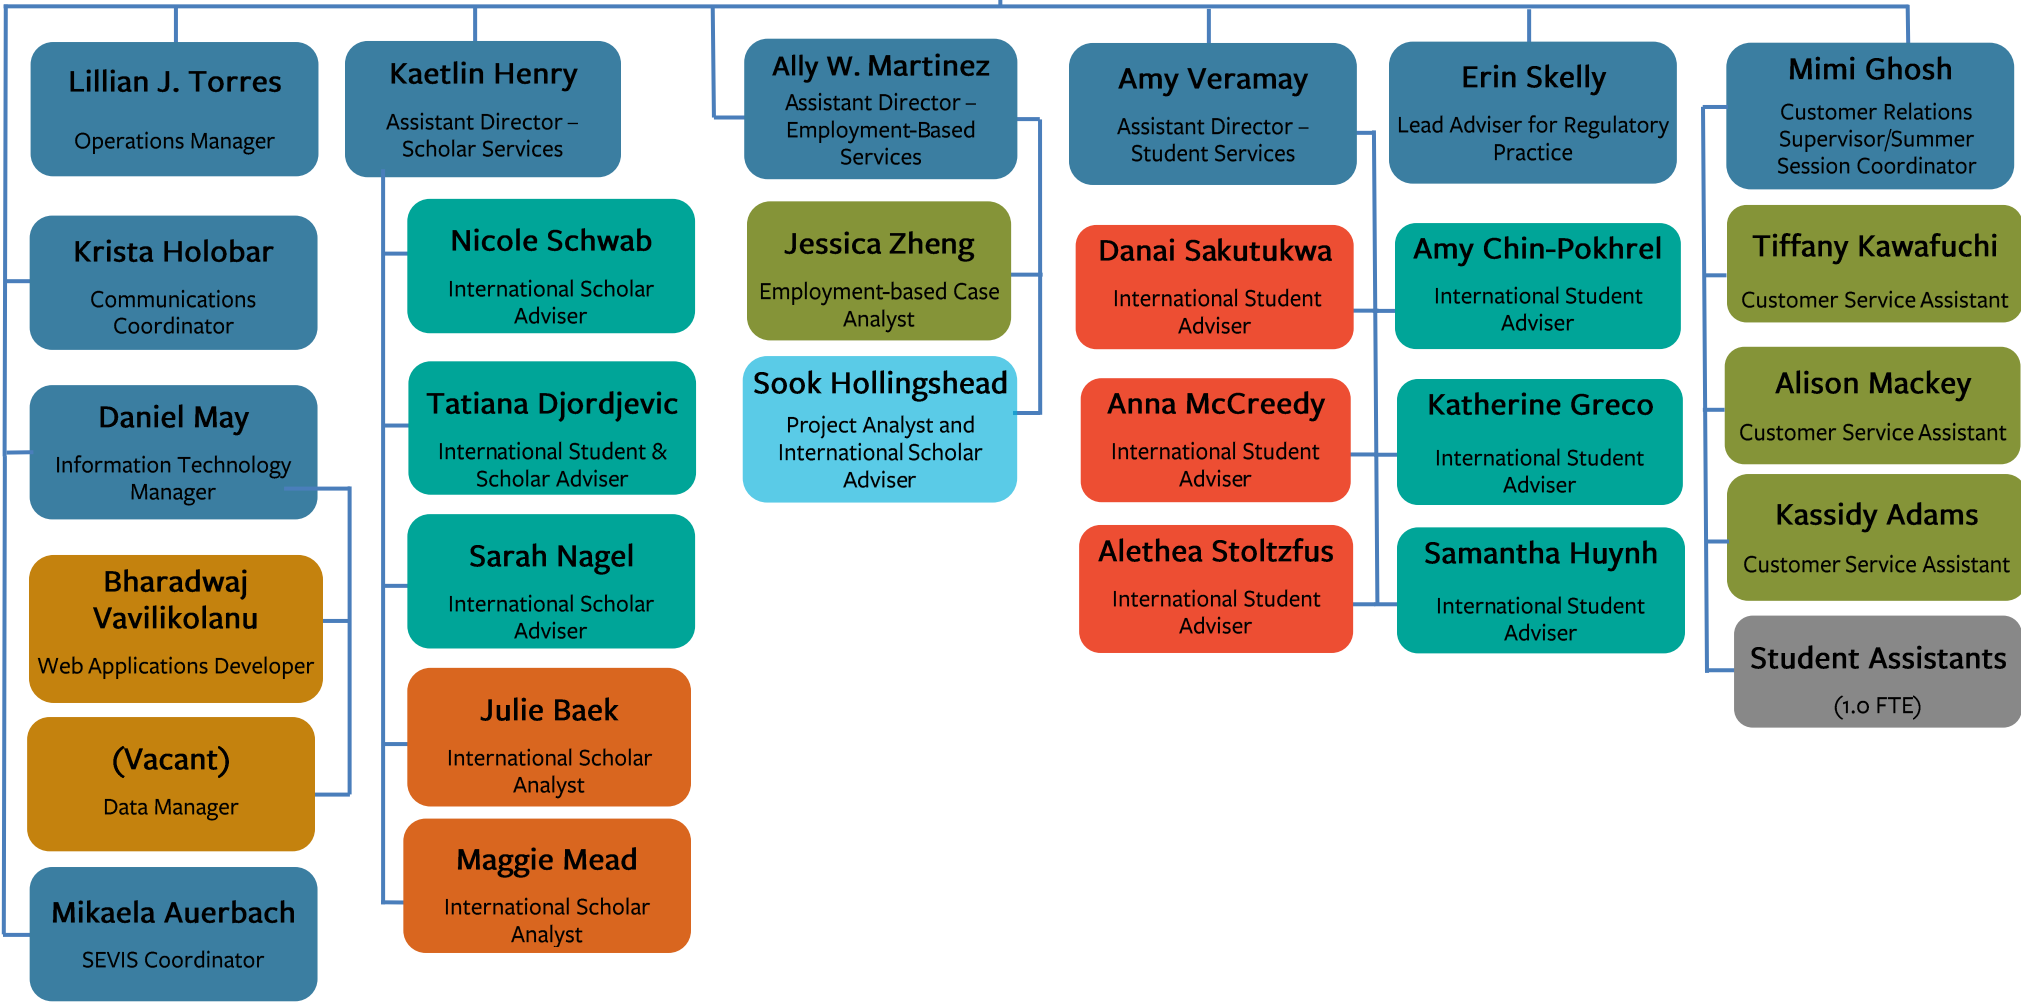 Lillian J. Torres
Operations Manager
Krista Holobar
Communications
Coordinator
Daniel May
Information Technology
Manager
Bharadwaj
Vavilikolanu
Web Applications Developer
(Vacant)
Data Manager
Mikaela Auerbach
SEVIS Coordinator
Kaetlin Henry
Assistant Director –
Scholar Services
Nicole Schwab
International Scholar
Adviser
Tatiana Djordjevic
International Student &
Scholar Adviser
Sarah Nagel
International Scholar
Adviser
Julie Baek
International Scholar
Analyst
Maggie Mead
International Scholar
Analyst
Ally W. Martinez
Assistant Director –
Employment-Based
Services
Jessica Zheng
Employment-based Case
Analyst
Sook Hollingshead
Project Analyst and
International Scholar
Adviser
Amy Veramay
Assistant Director –
Student Services
Danai Sakutukwa
International Student
Adviser
Anna McCreedy
International Student
Adviser
Alethea Stoltzfus
International Student
Adviser
Erin Skelly
Lead Adviser for Regulatory
Practice
Amy Chin-Pokhrel
International Student
Adviser
Katherine Greco
International Student
Adviser
Samantha Huynh
International Student
Adviser
Mimi Ghosh
Customer Relations
Supervisor/Summer
Session Coordinator
Tiffany Kawafuchi
Customer Service Assistant
Alison Mackey
Customer Service Assistant
Kassidy Adams
Customer Service Assistant
Student Assistants
(1.0 FTE)